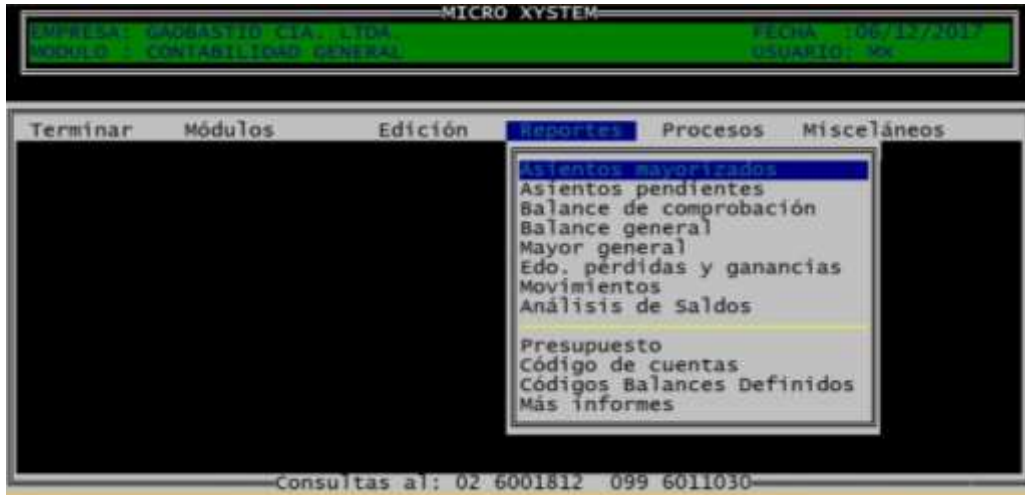 MICRO XYSTEM
EMPRESA: GAOBASTIO CIA. LTDA. FECHA :06/12/2017
MODULO : CONTABILIDAD GENERAL USUARIO: MX
Terminar Módulos Edición Reportes Procesos Misceláneos
Asientos mayorizados
Asientos pendientes
Balance de comprobación
Balance general
Mayor general
Edo. pérdidas y ganancias
Movimientos
Análisis de Saldos
Presupuesto
Código de cuentas
Códigos Balances Definidos
Más informes
Consultas al: 02 6001812 099 6011030